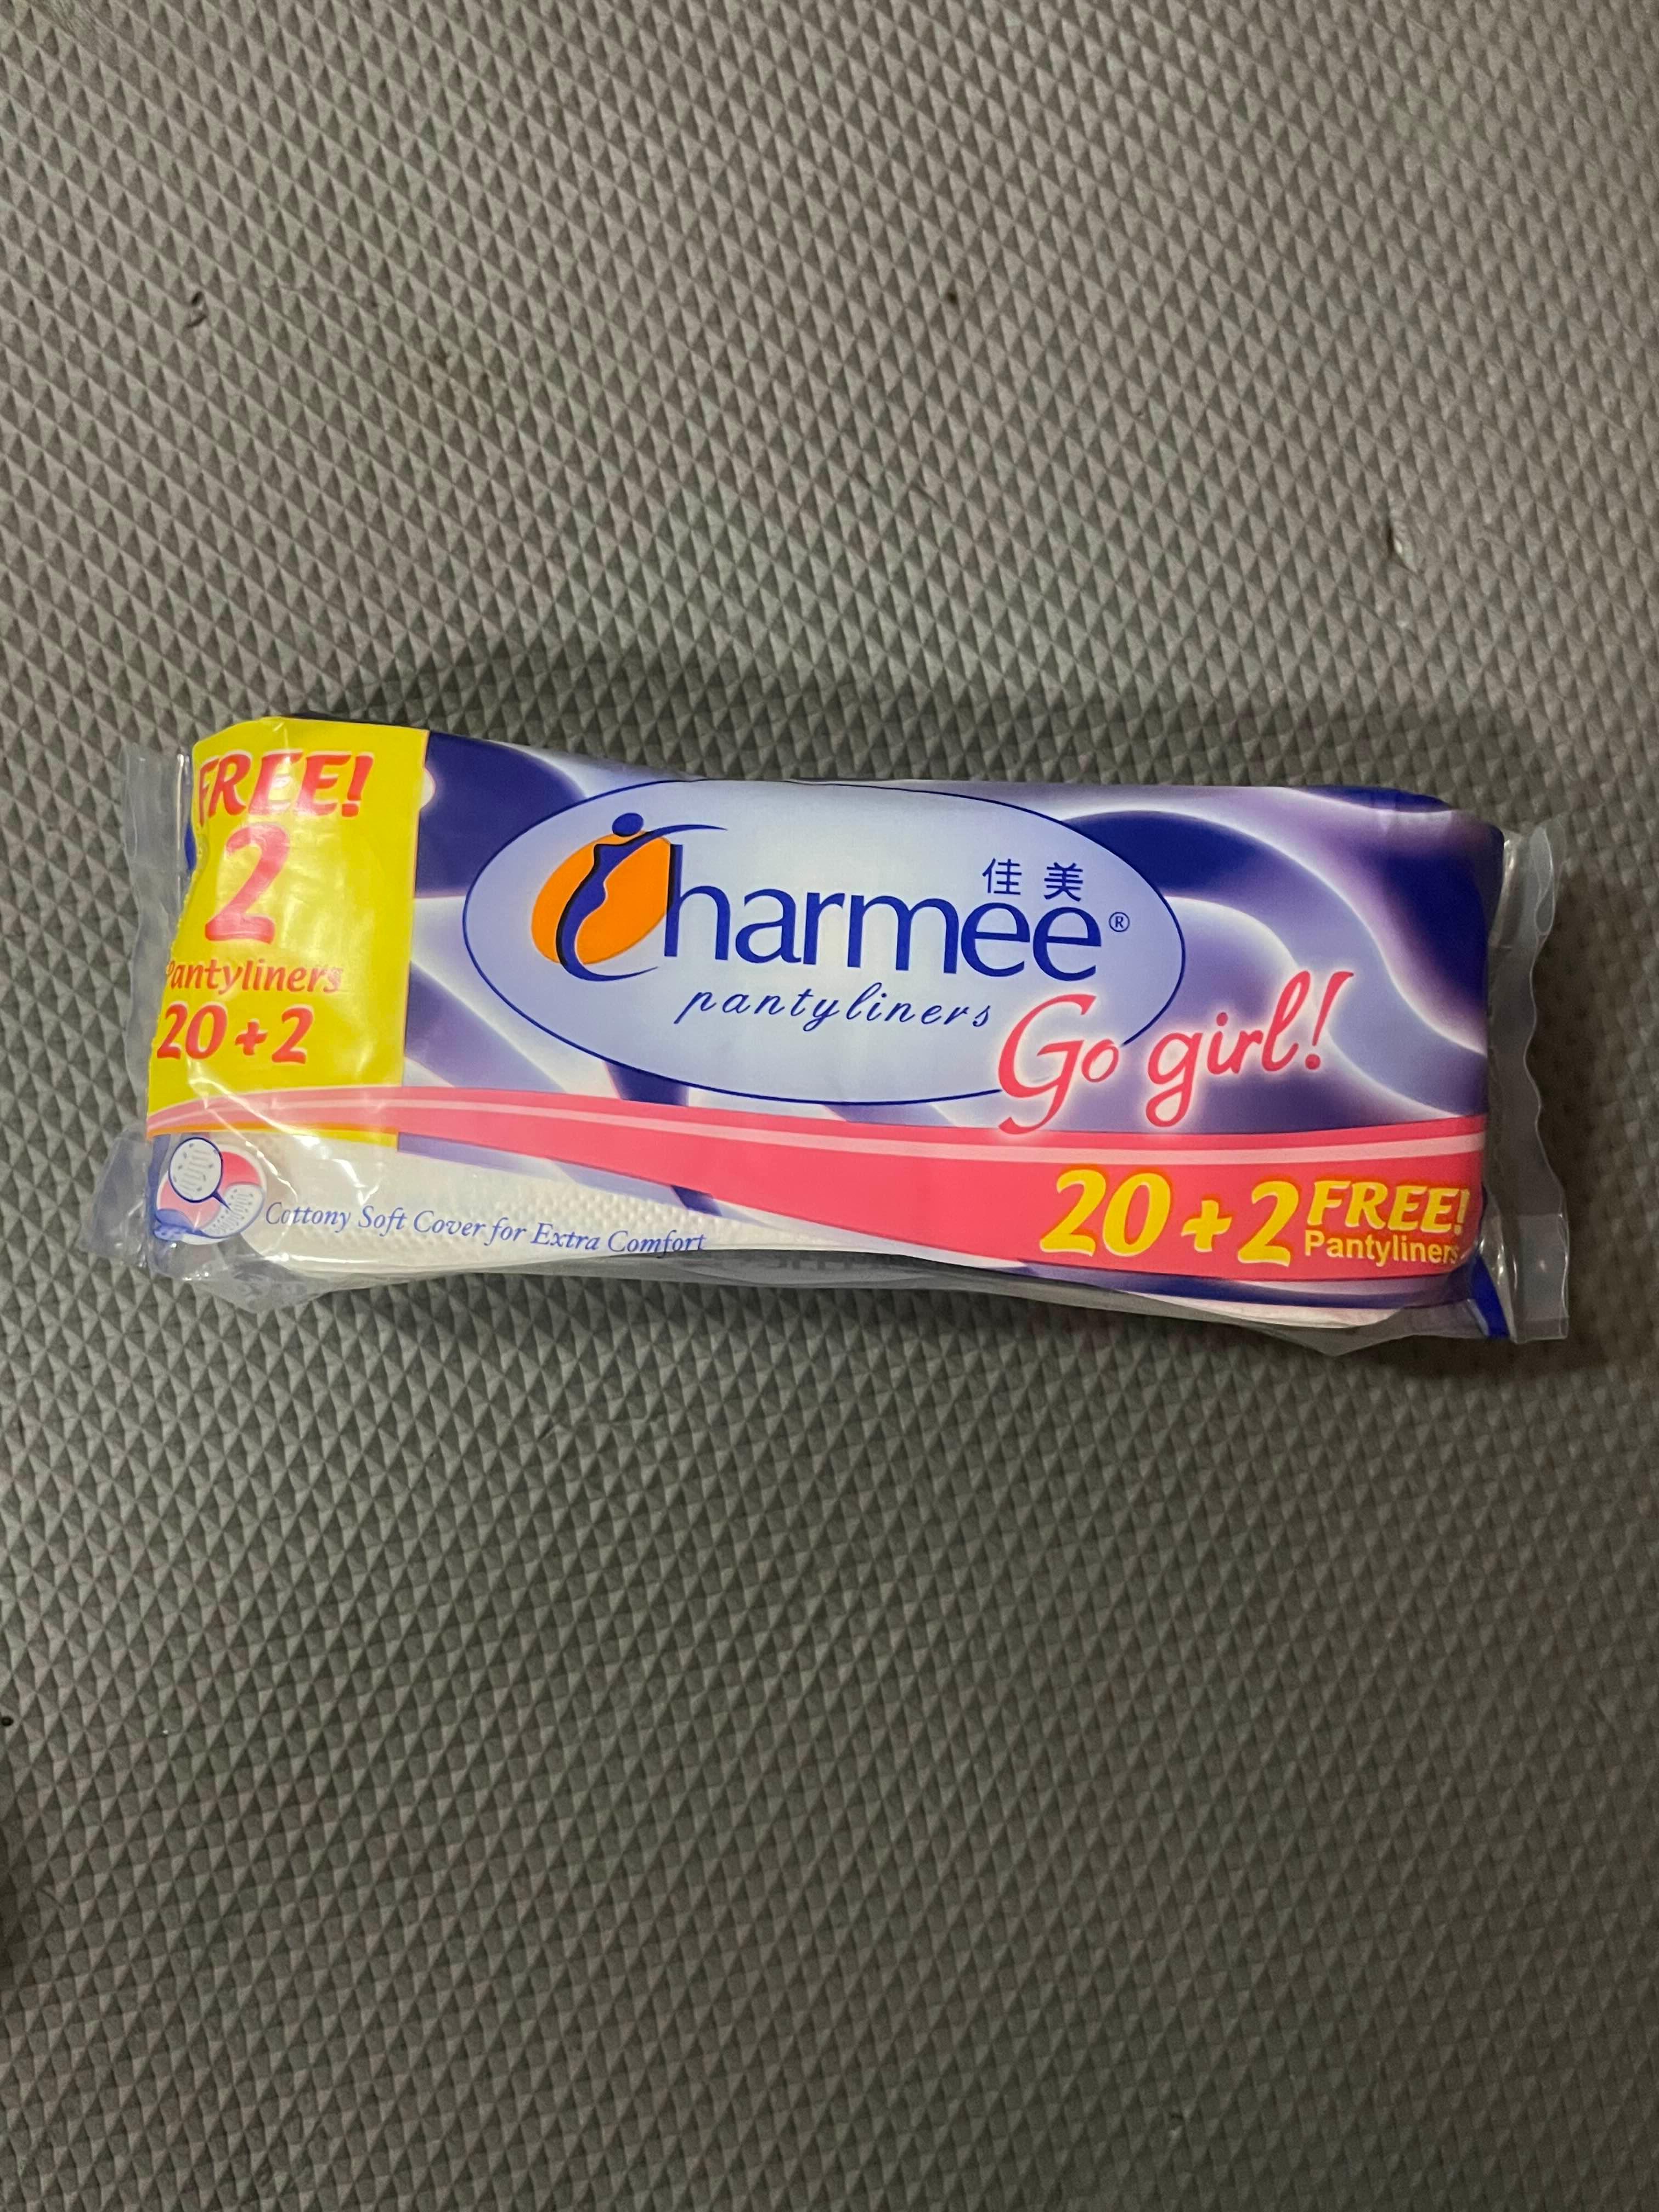 FREE!
2
Pantyliners
20+2
佳美
Charmee®
pantyliners
Go girl!
Cottony Soft Cover for Extra Comfort
20+2 FREE!
Pantyliners